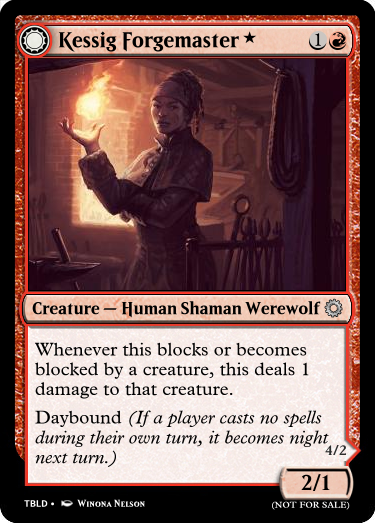 Kessig Forgemaster★ 1
Creature — Human Shaman Werewolf
Whenever this blocks or becomes
blocked by a creature, this deals 1
damage to that creature.
Daybound (If a player casts no spells
during their own turn, it becomes night
next turn.)
4/2
2/1
TBLD • Winona Nelson
(NOT FOR SALE)